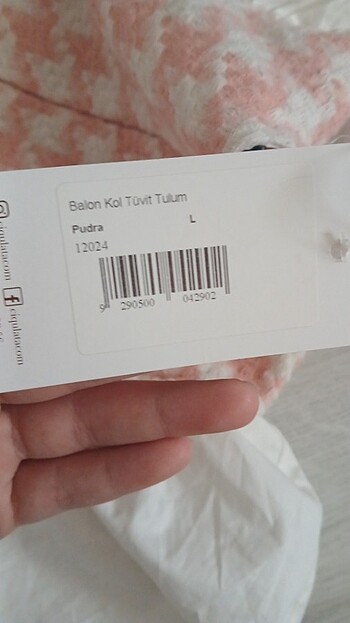 Balon Kol Tüvit Tulum
Pudra L
12024
9 290500 042902